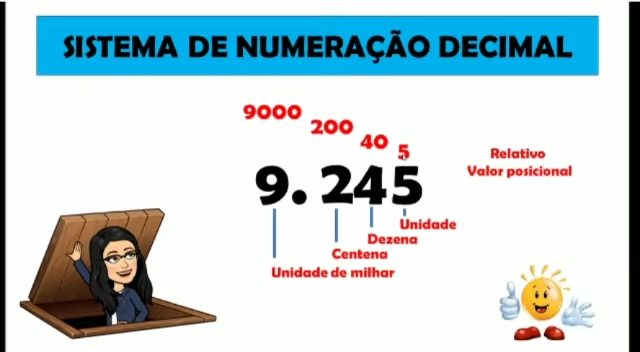 SISTEMA DE NUMERAÇÃO DECIMAL
9000
200
40
5
Relativo
Valor posicional
9. 245
Unidade
Dezena
Centena
Unidade de milhar